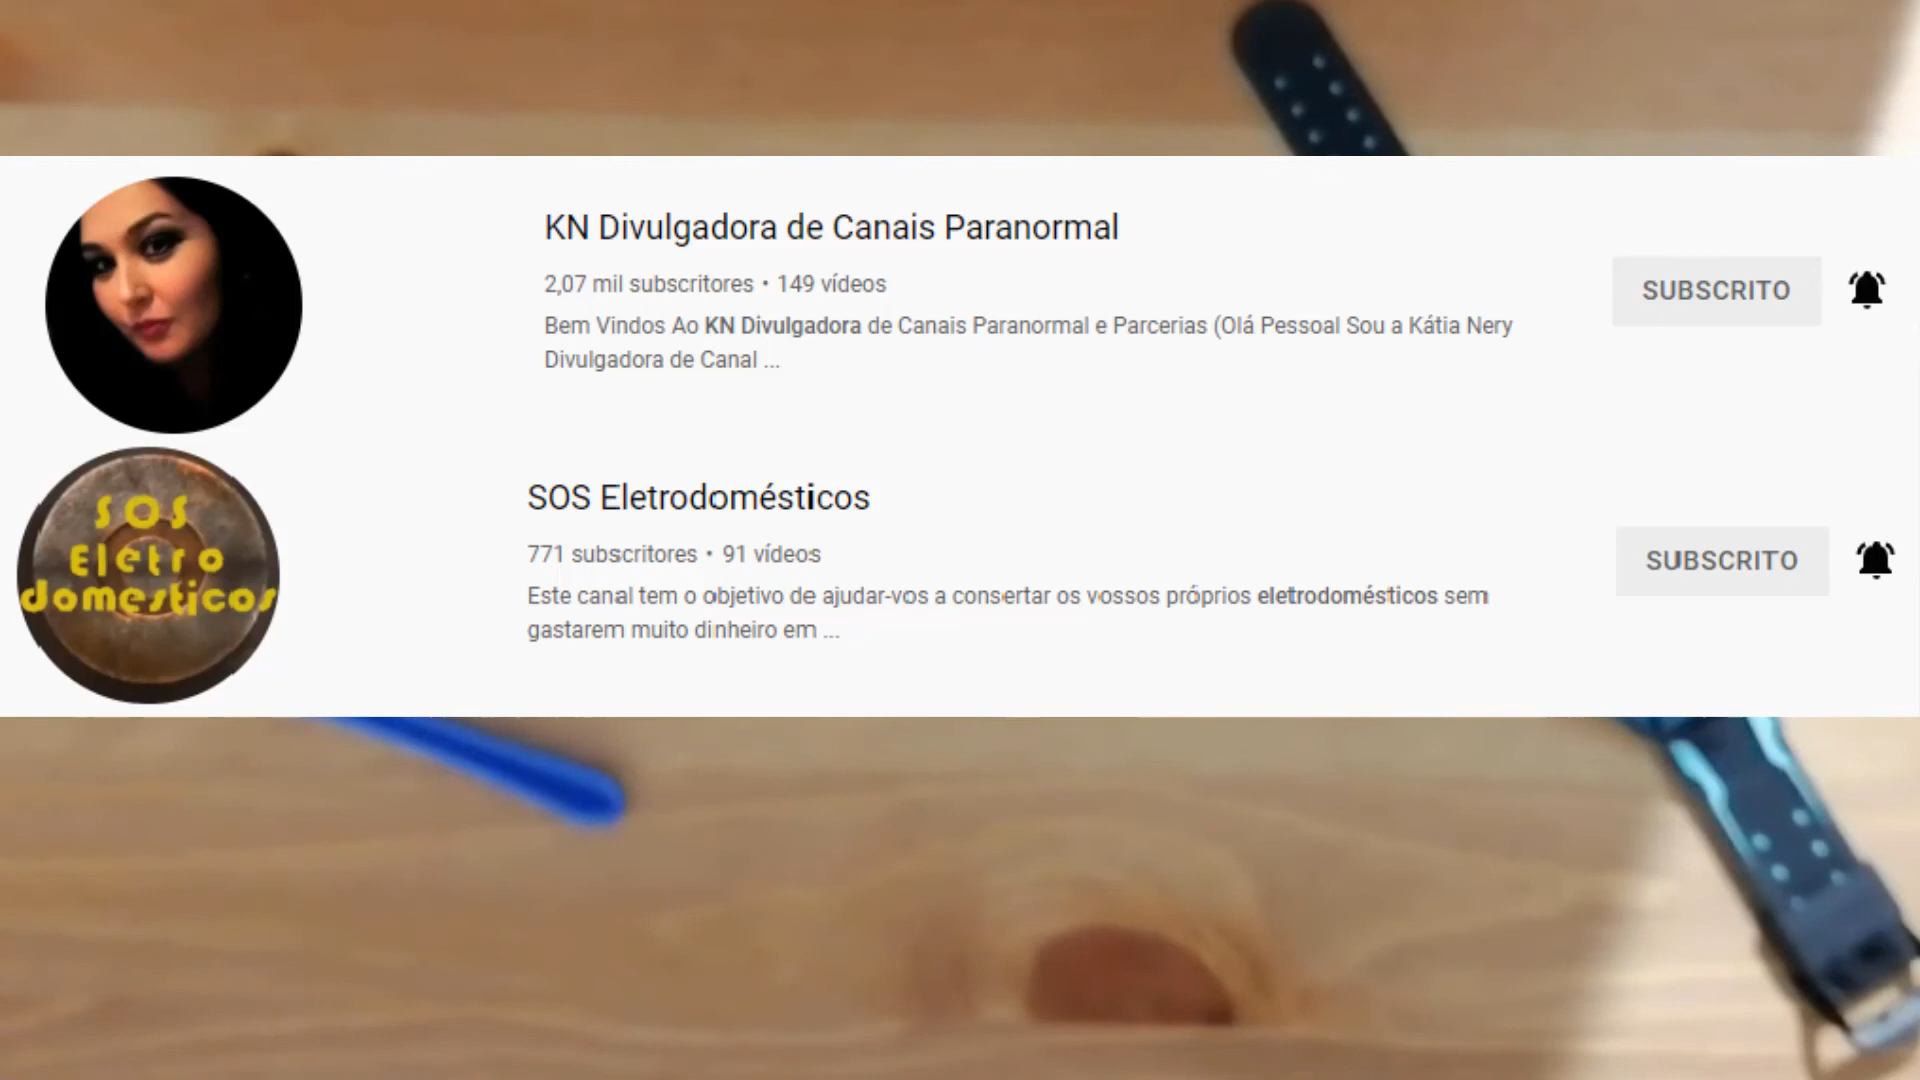 KN Divulgadora de Canais Paranormal
2,07 mil subscritores • 149 vídeos
Bem Vindos Ao KN Divulgadora de Canais Paranormal e Parcerias (Olá Pessoal Sou a Kátia Nery
Divulgadora de Canal ...
SUBSCRITO
SOS
Eletro
domesticos
SOS Eletrodomésticos
771 subscritores • 91 vídeos
Este canal tem o objetivo de ajudar-vos a consertar os vossos próprios eletrodomésticos sem
gastarem muito dinheiro em ...
SUBSCRITO